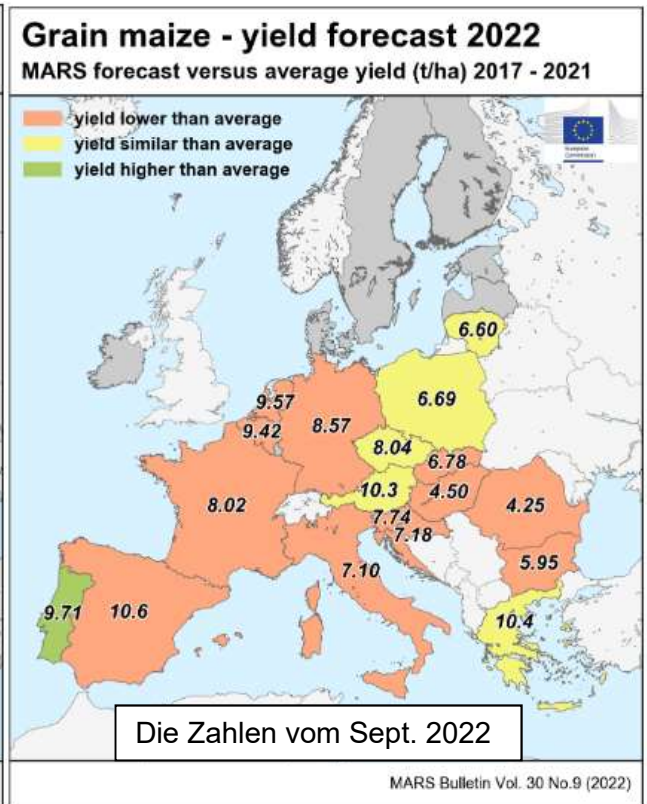 Grain maize - yield forecast 2022
MARS forecast versus average yield (t/ha) 2017 - 2021
yield lower than average
yield similar than average
yield higher than average
European
Commission
6.60
9.57
6.69
9.42
8.57
8.04
6.78
10.3
4.50
8.02
7.74
4.25
7.18
7.10
5.95
9.71
10.6
10.4
Die Zahlen vom Sept. 2022
MARS Bulletin Vol. 30 No.9 (2022)